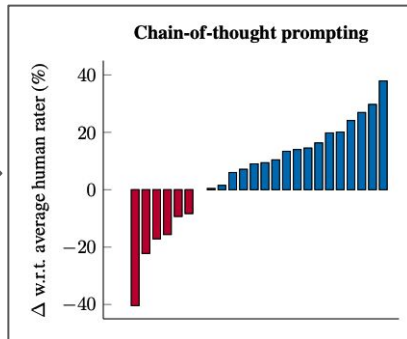 Chain-of-thought prompting
Δ w.r.t. average human rater (%)
40
20
0
−20
−40